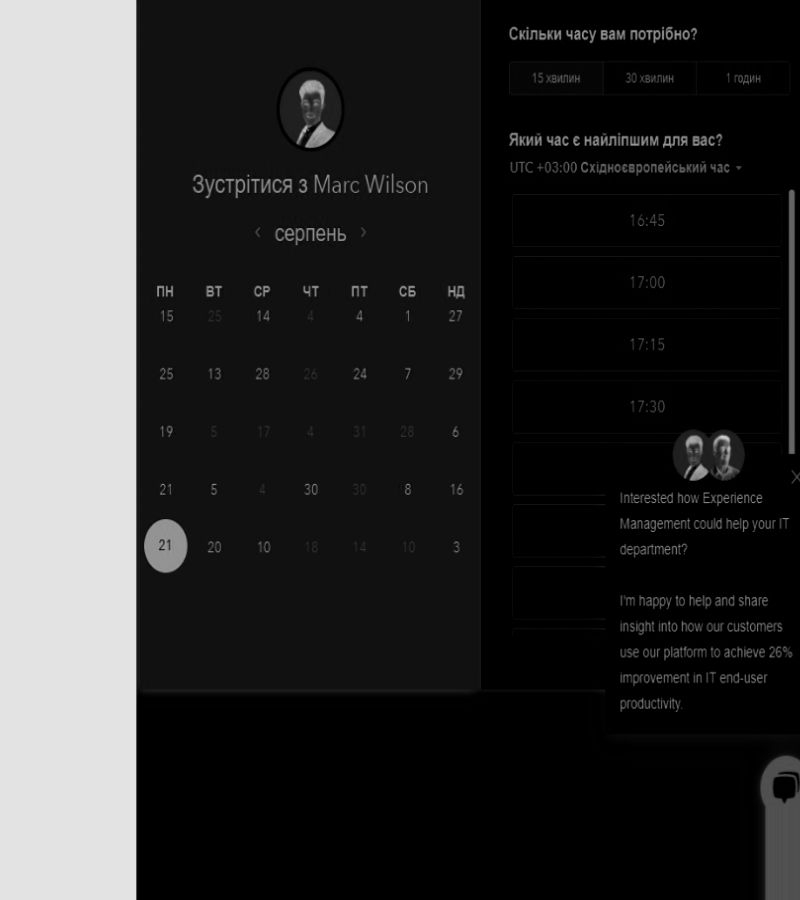 Зустрітися з Marc Wilson
‹ серпень ›
ПН ВТ СР ЧТ ПТ СБ НД
15 25 14 4 4 1 27
25 13 28 26 24 7 29
19 5 17 4 31 28 6
21 5 4 30 30 8 16
21 20 10 18 14 10 3
Скільки часу вам потрібно?
15 хвилин 30 хвилин 1 годин
Який час є найліпшим для вас?
UTC +03:00 Східноєвропейський час
16:45
17:00
17:15
17:30
Interested how Experience
Management could help your IT
department?
I'm happy to help and share
insight into how our customers
use our platform to achieve 26%
improvement in IT end-user
productivity.